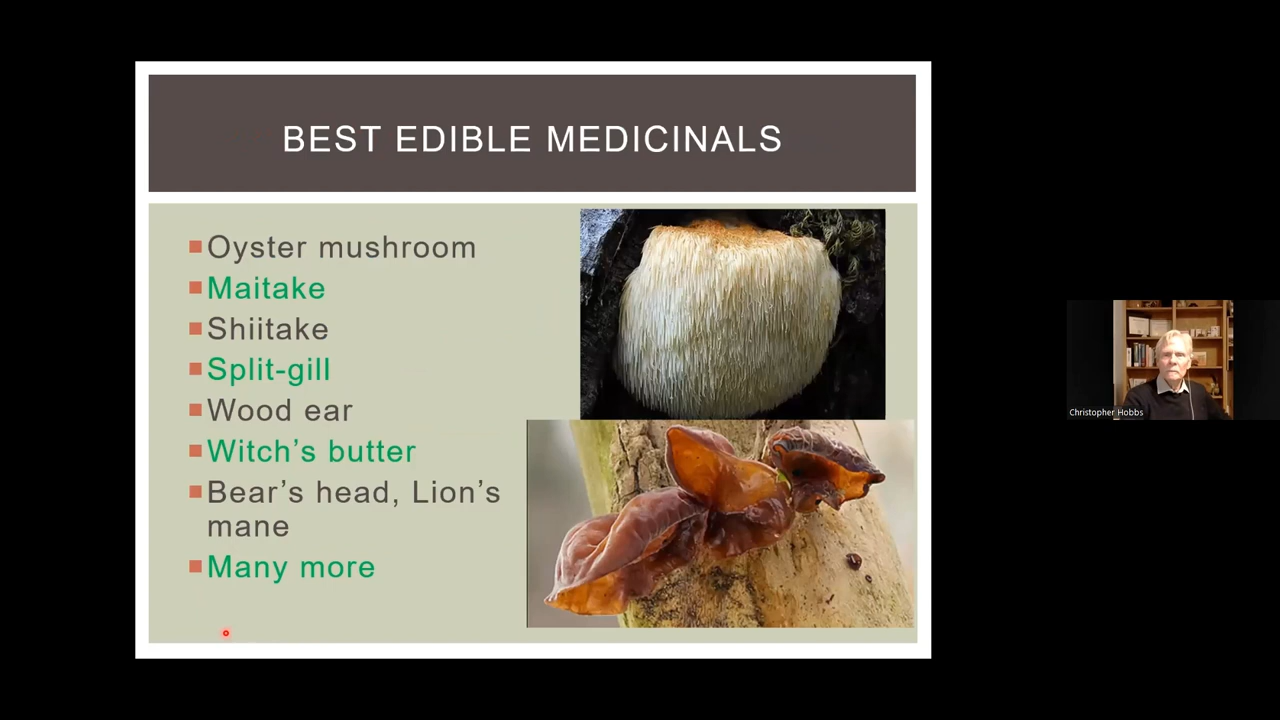 BEST EDIBLE MEDICINALS
Oyster mushroom
Maitake
Shiitake
Split-gill
Wood ear
Witch’s butter
Bear’s head, Lion’s
mane
Many more
Christopher Hobbs